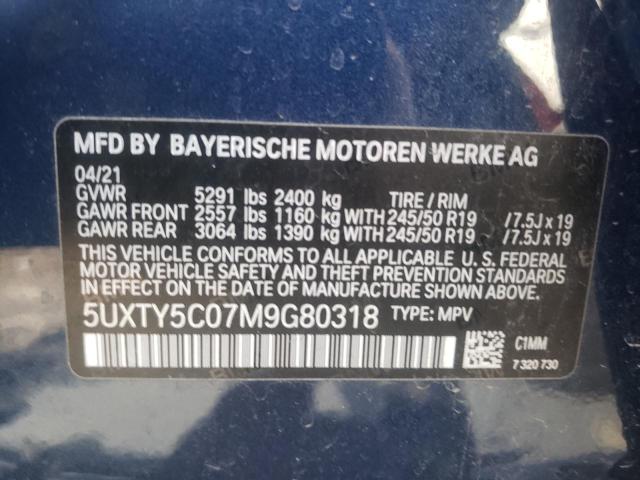 MFD BY BAYERISCHE MOTOREN WERKE AG
04/21
GVWR 5291 lbs 2400 kg TIRE / RIM
GAWR FRONT 2557 lbs 1160 kg WITH 245/50 R19 /7.5J x 19
GAWR REAR 3064 lbs 1390 kg WITH 245/50 R19 /7.5J x 19
THIS VEHICLE CONFORMS TO ALL APPLICABLE U. S. FEDERAL
MOTOR VEHICLE SAFETY AND THEFT PREVENTION STANDARDS
IN EFFECT ON THE DATE OF MANUFACTURE SHOWN ABOVE.
5UXTY5C07M9G80318 TYPE: MPV
C1MM
7 320 730